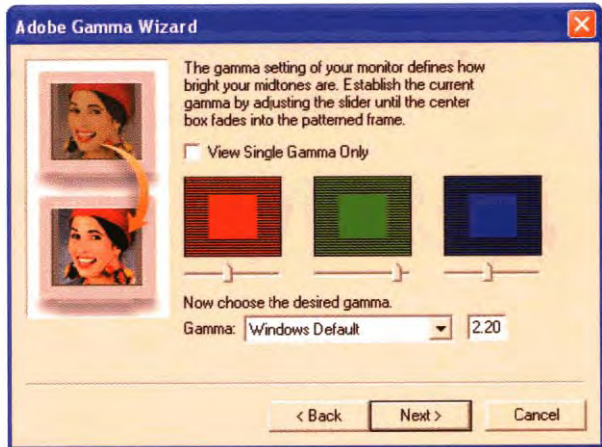 Adobe Gamma Wizard
The gamma setting of your monitor defines how
bright your midtones are. Establish the current
gamma by adjusting the slider until the center
box fades into the patterned frame.
View Single Gamma Only
Now choose the desired gamma.
Gamma: Windows Default 2.20
< Back Next > Cancel